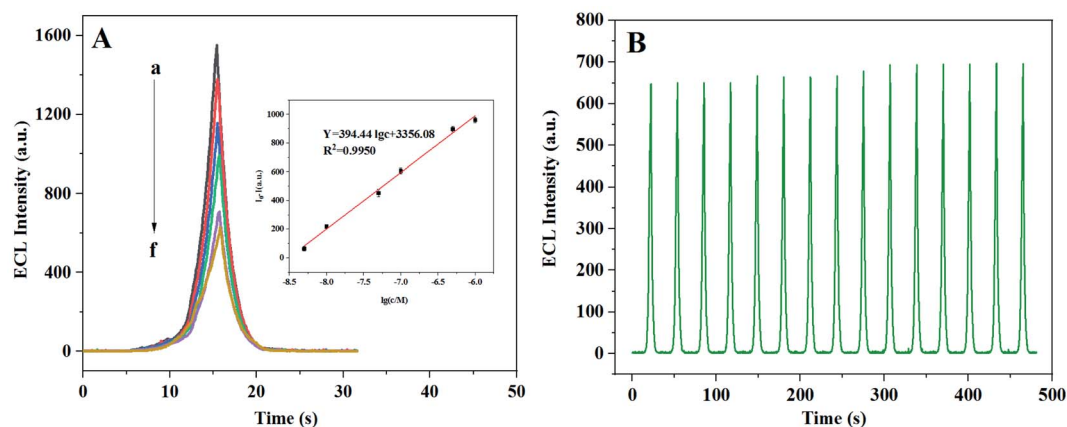 A
a
f
ECL Intensity (a.u.)
1600
1200
800
400
0
0 10 20 30 40 50
Time (s)
Y=394.44 lgc+3356.08
R²=0.9950
I₀-I(a.u.)
1000
800
600
400
200
0
-8.5 -8.0 -7.5 -7.0 -6.5 -6.0
lg(c/M)
B
ECL Intensity (a.u.)
800
700
600
500
400
300
200
100
0
0 100 200 300 400 500
Time (s)